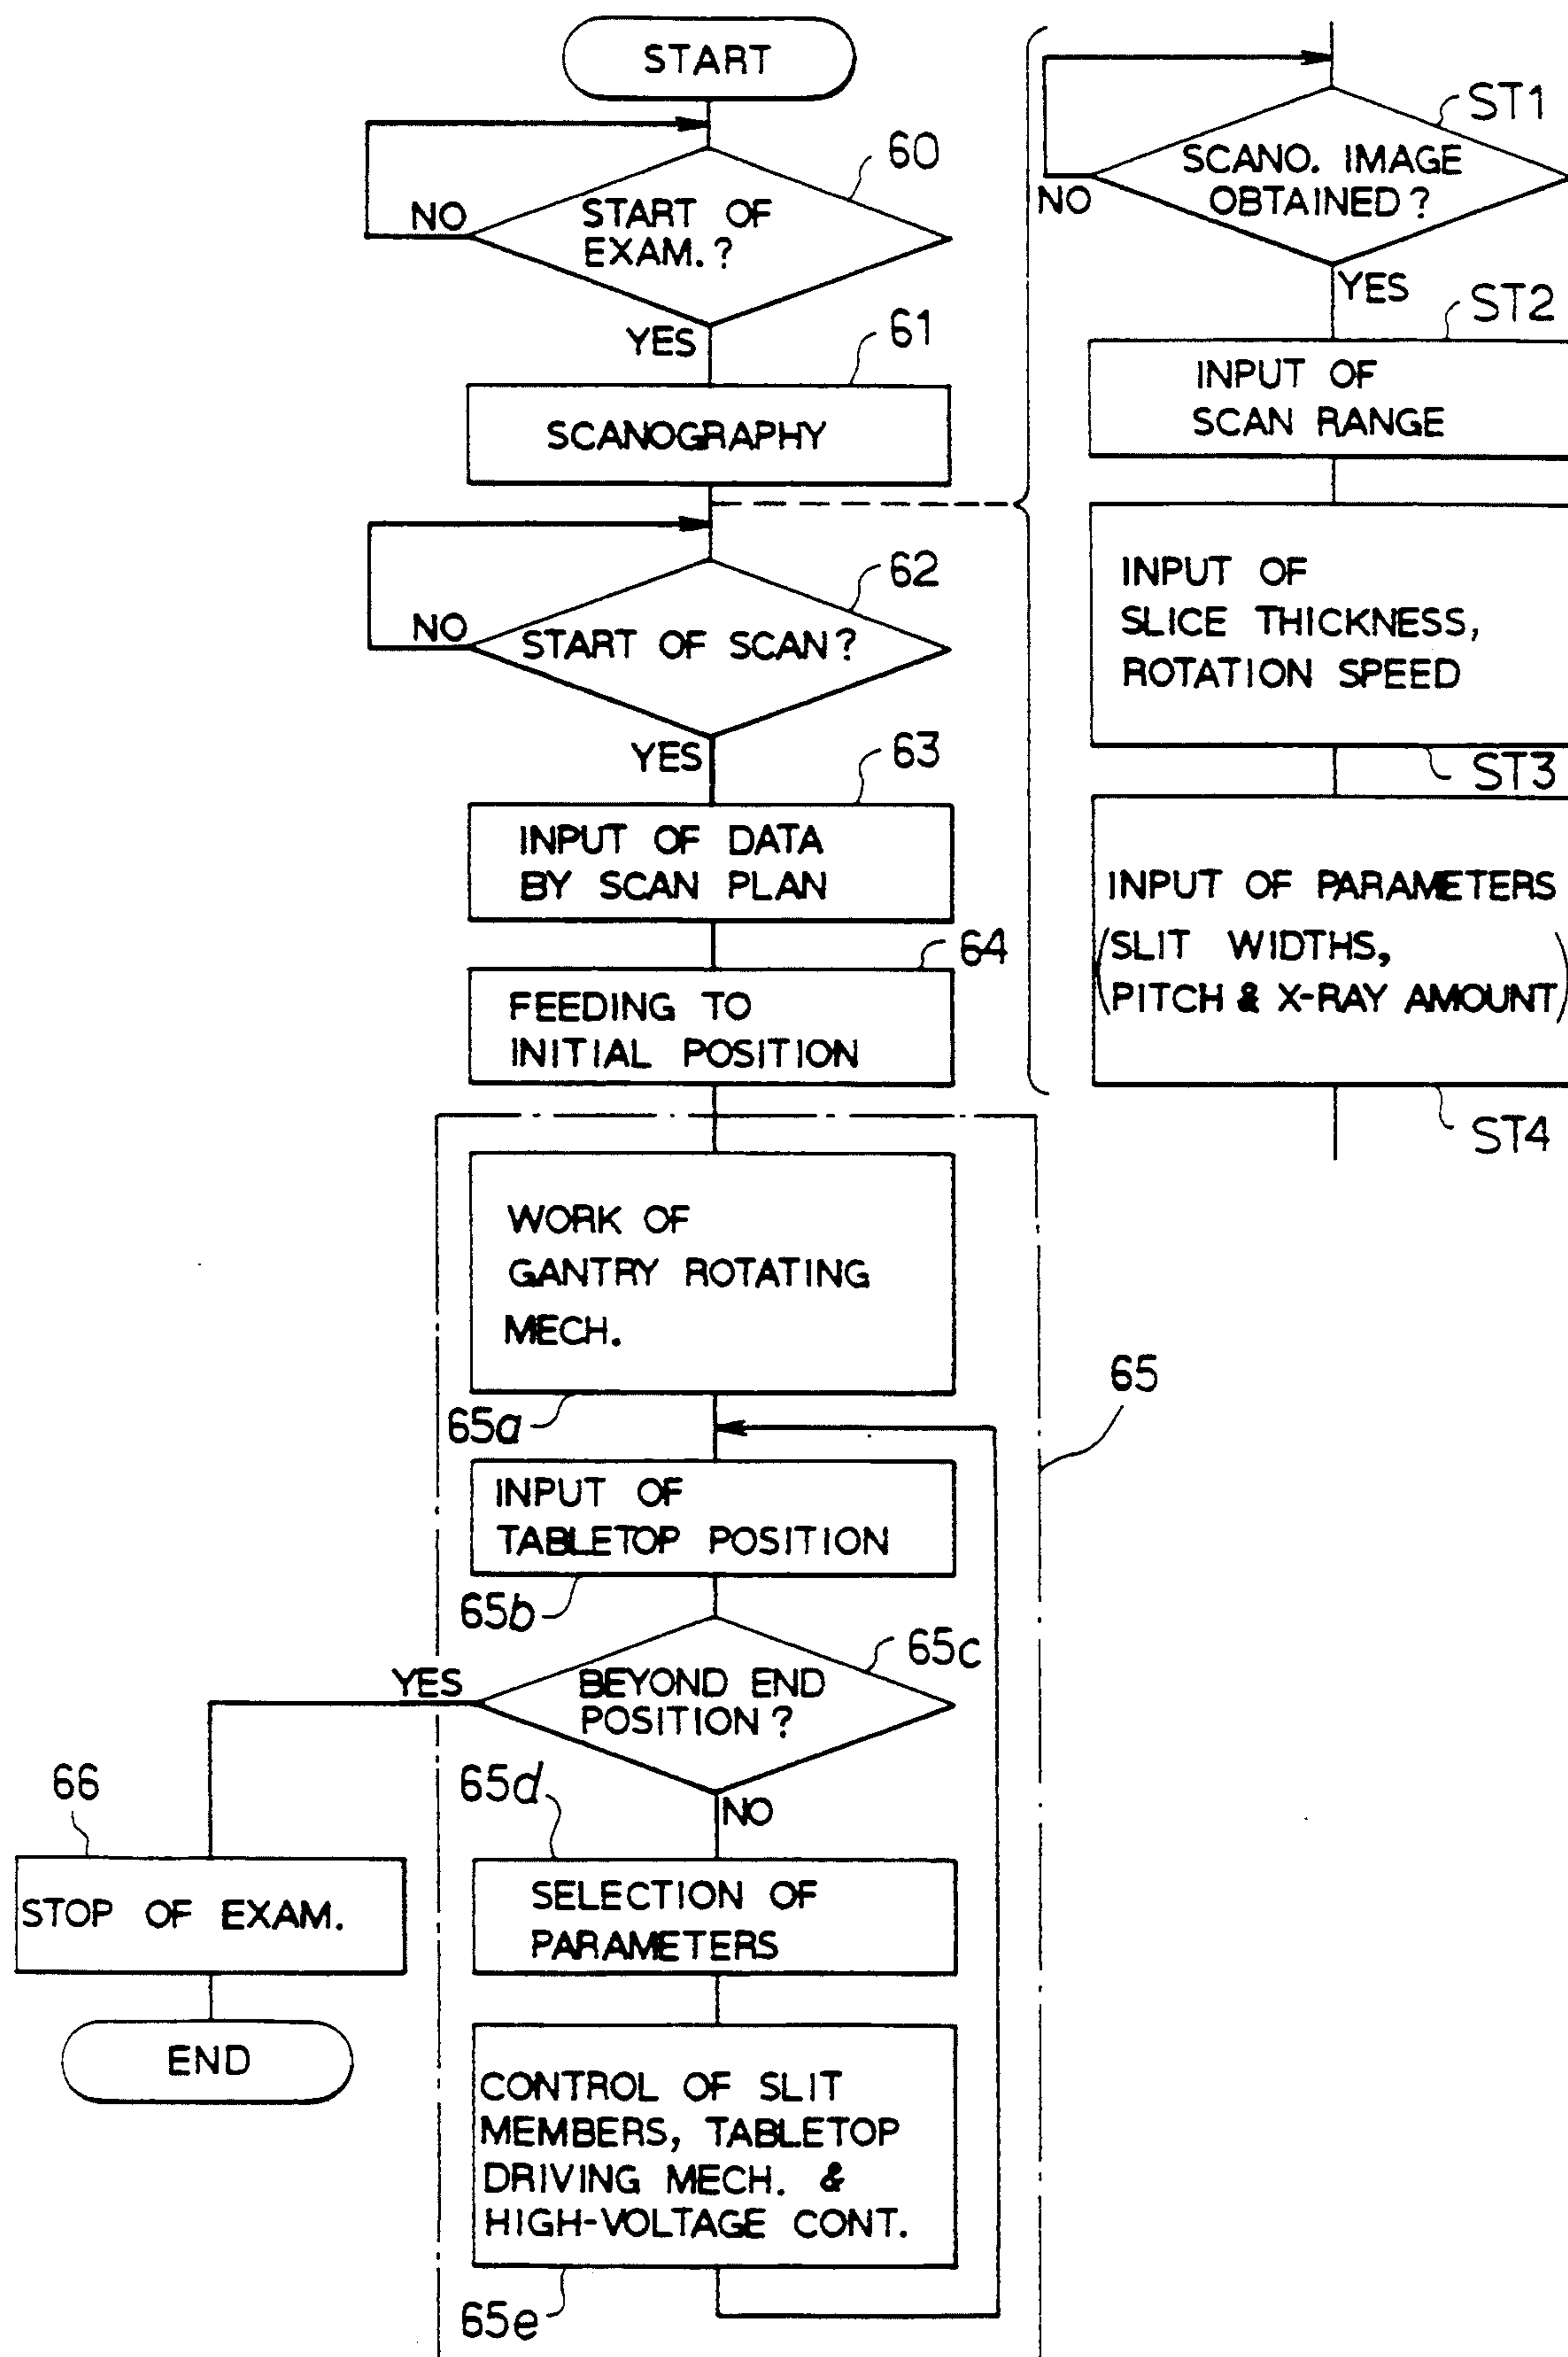 START
60
START OF
EXAM.?
NO
YES
61
SCANOGRAPHY
62
START OF SCAN?
NO
YES
63
INPUT OF DATA
BY SCAN PLAN
64
FEEDING TO
INITIAL POSITION
WORK OF
GANTRY ROTATING
MECH.
65a
65
INPUT OF
TABLETOP POSITION
65b
65c
BEYOND END
POSITION?
YES
NO
66
STOP OF EXAM.
END
65d
SELECTION OF
PARAMETERS
CONTROL OF SLIT
MEMBERS, TABLETOP
DRIVING MECH. &
HIGH-VOLTAGE CONT.
65e
ST1
SCANO. IMAGE
OBTAINED?
NO
YES
ST2
INPUT OF
SCAN RANGE
INPUT OF
SLICE THICKNESS,
ROTATION SPEED
ST3
INPUT OF PARAMETERS
(SLIT WIDTHS,
PITCH & X-RAY AMOUNT)
ST4